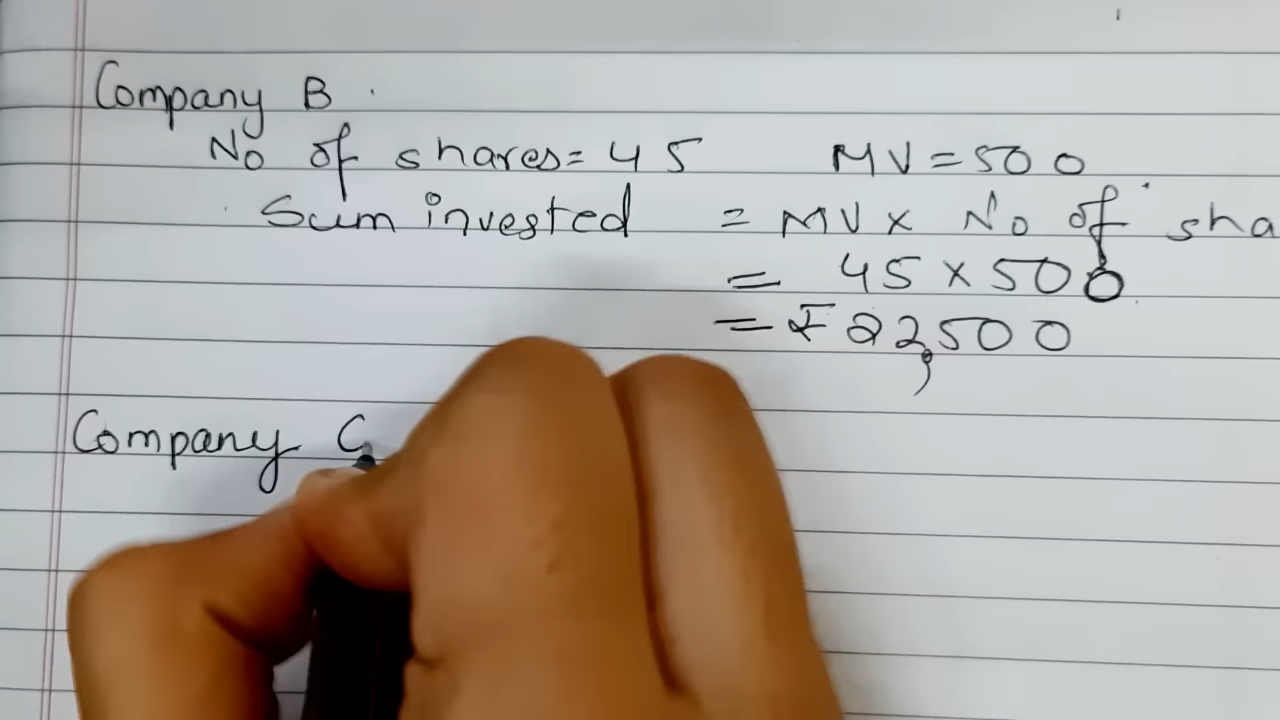 Company B
No of shares = 45 MV = 500
Sum invested = MV x No of sha
= 45 x 500
= ₹ 22,500
Company C